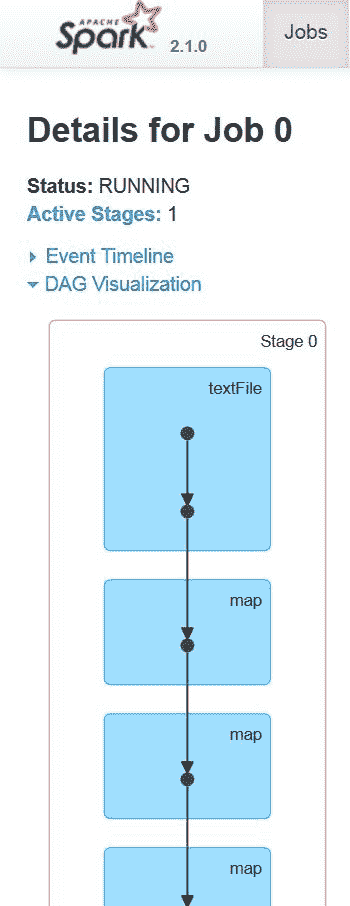 APACHE
Spark 2.1.0
Jobs
Details for Job 0
Status: RUNNING
Active Stages: 1
Event Timeline
DAG Visualization
Stage 0
textFile
map
map
map